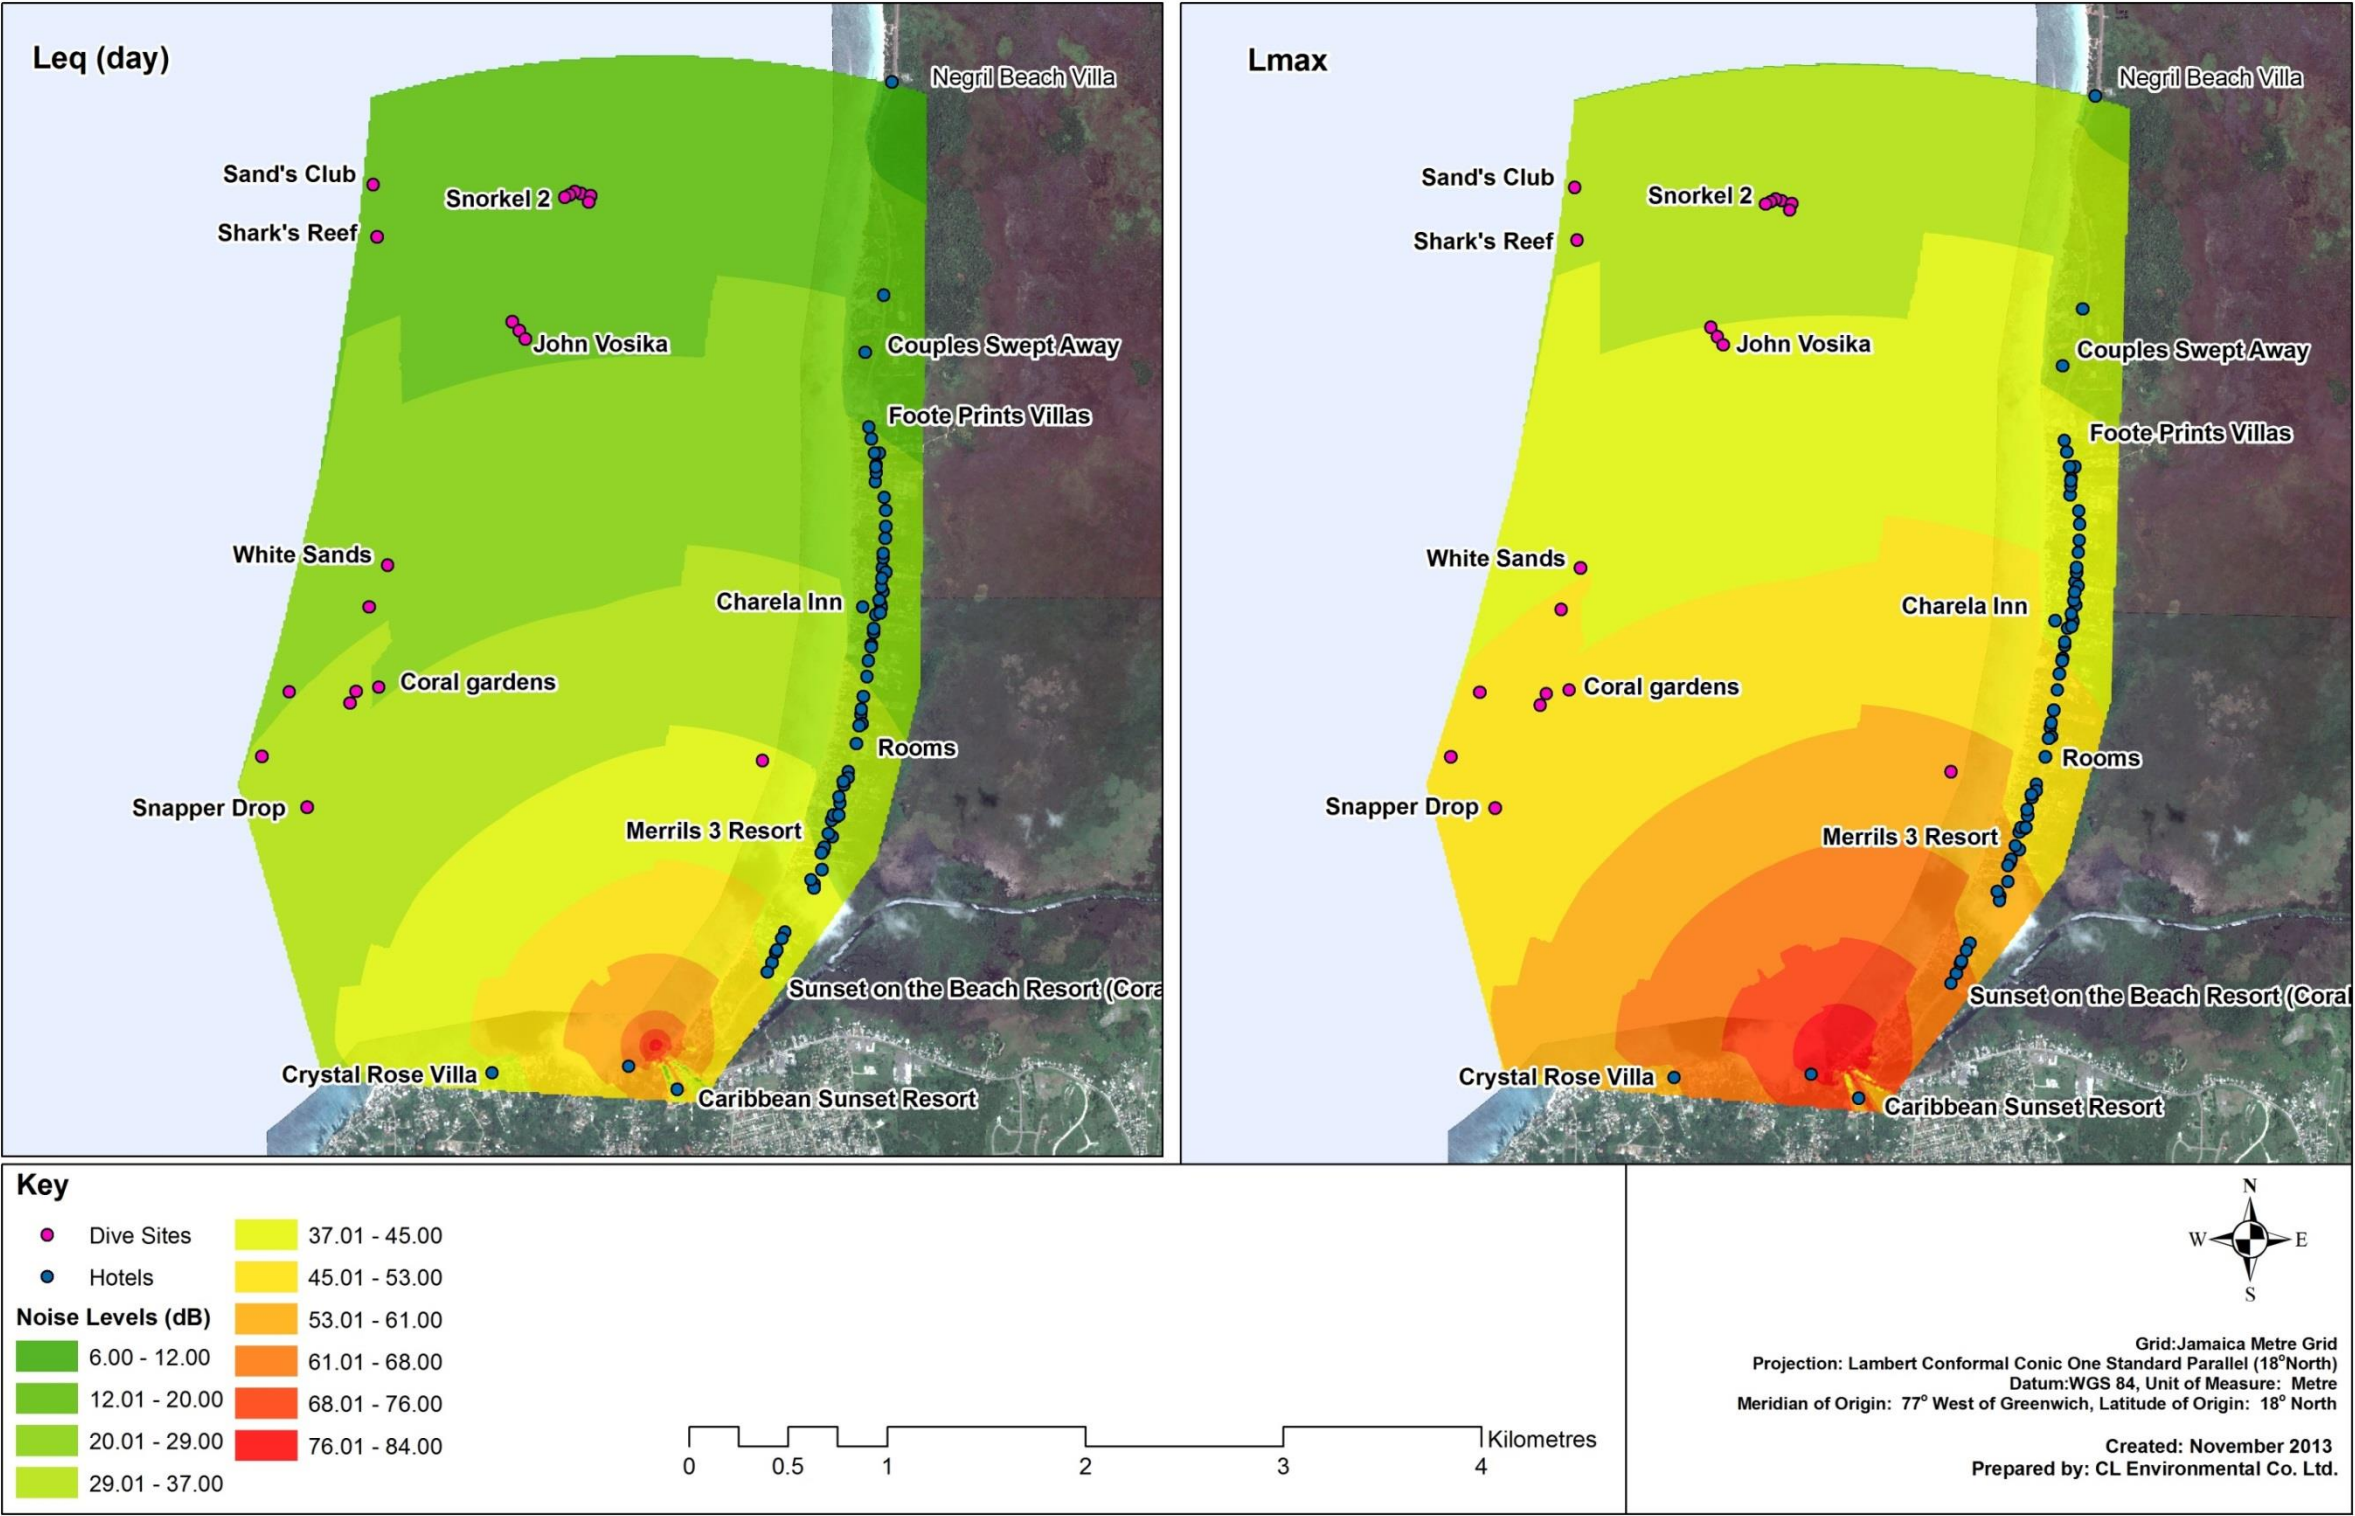 Leq (day)
Negril Beach Villa
Sand's Club
Snorkel 2
Shark's Reef
John Vosika
Couples Swept Away
Foote Prints Villas
White Sands
Charela Inn
Coral gardens
Rooms
Snapper Drop
Merrils 3 Resort
Sunset on the Beach Resort (Cora
Crystal Rose Villa
Caribbean Sunset Resort
Lmax
Negril Beach Villa
Sand's Club
Snorkel 2
Shark's Reef
John Vosika
Couples Swept Away
Foote Prints Villas
White Sands
Charela Inn
Coral gardens
Rooms
Snapper Drop
Merrils 3 Resort
Sunset on the Beach Resort (Coral
Crystal Rose Villa
Caribbean Sunset Resort
Key
Dive Sites
Hotels
Noise Levels (dB)
6.00 - 12.00
12.01 - 20.00
20.01 - 29.00
29.01 - 37.00
37.01 - 45.00
45.01 - 53.00
53.01 - 61.00
61.01 - 68.00
68.01 - 76.00
76.01 - 84.00
Kilometres
0 0.5 1 2 3 4
N
W E
S
Grid:Jamaica Metre Grid
Projection: Lambert Conformal Conic One Standard Parallel (18°North)
Datum:WGS 84, Unit of Measure: Metre
Meridian of Origin: 77° West of Greenwich, Latitude of Origin: 18° North
Created: November 2013
Prepared by: CL Environmental Co. Ltd.